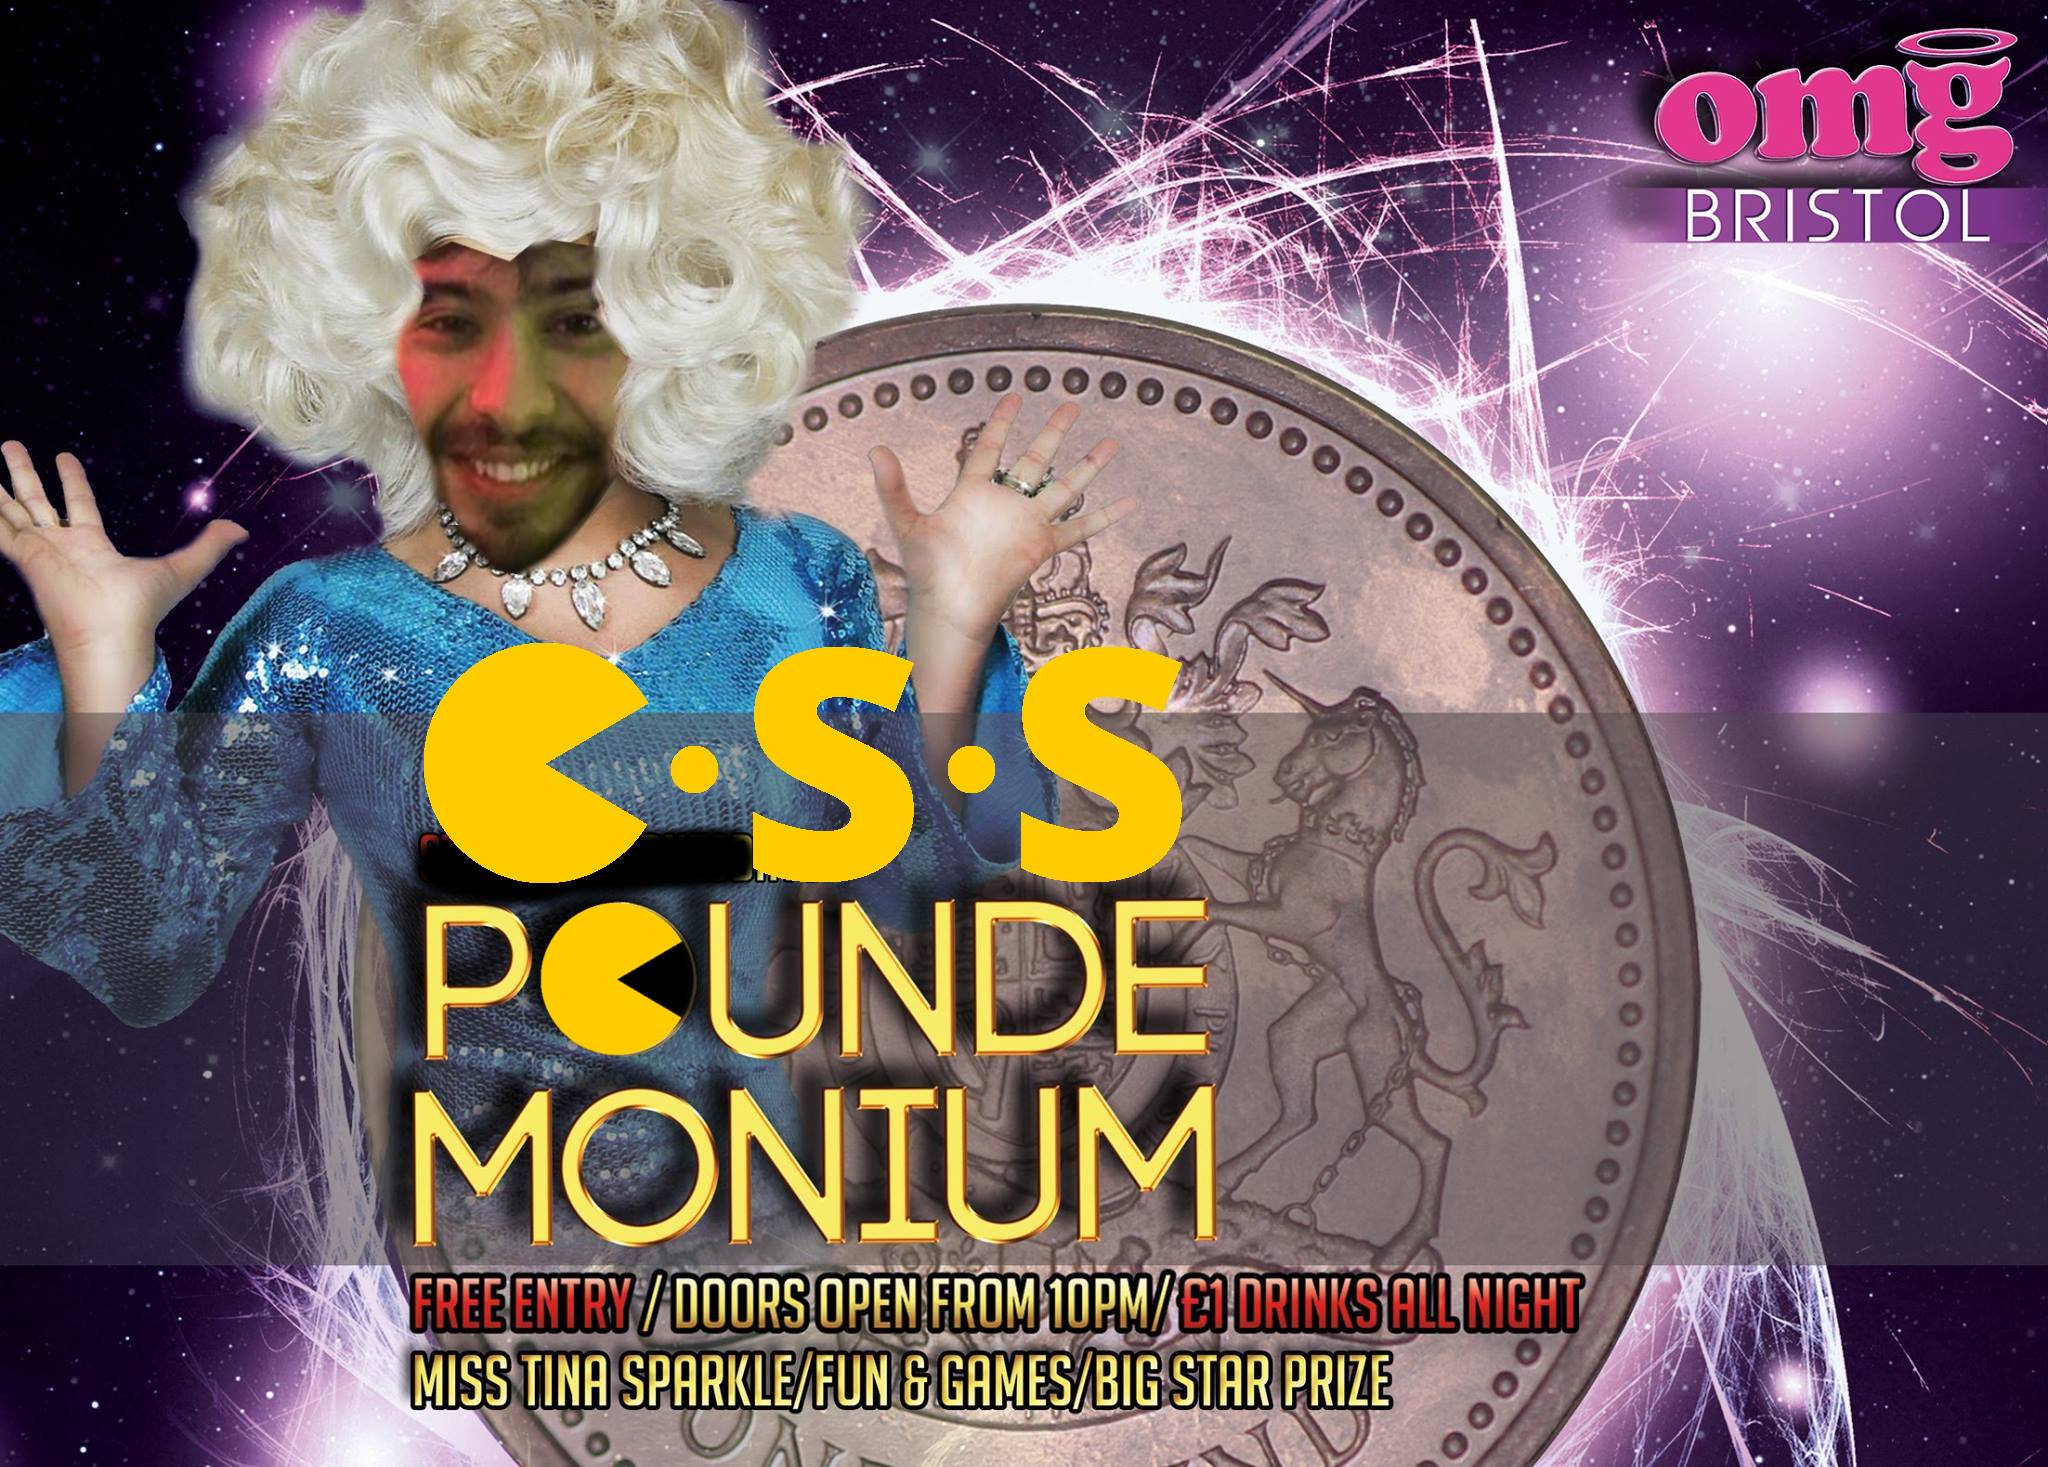 omg
BRISTOL
C·S·S
POUNDE
MONIUM
FREE ENTRY / DOORS OPEN FROM 10PM/ £1 DRINKS ALL NIGHT
MISS TINA SPARKLE/FUN & GAMES/BIG STAR PRIZE